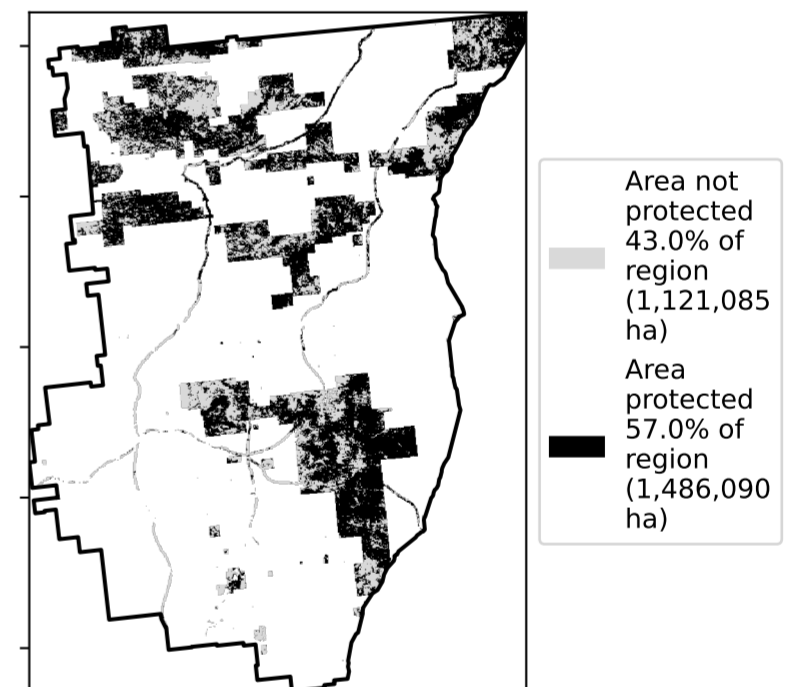 Area not
protected
43.0% of
region
(1,121,085
ha)
Area
protected
57.0% of
region
(1,486,090
ha)